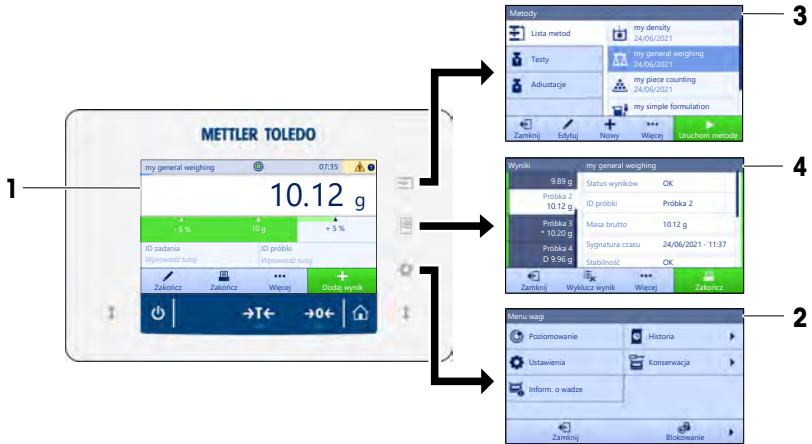 1
METTLER TOLEDO
my general weighing
07:35
10.12 g
- 5 %
10 g
+ 5 %
ID zadania
ID próbki
Wprowadź tutaj
Wprowadź tutaj
Zakończ
Zakończ
Więcej
Dodaj wynik
→T←
→0←
3
Metody
Lista metod
Testy
Adiustacje
my density
24/06/2021
my general weighing
24/06/2021
my piece counting
24/06/2021
my simple formulation
Zamknij
Edytuj
Nowy
Więcej
Uruchom metodę
4
Wyniki
my general weighing
9.89 g
Próbka 2
10.12 g
Próbka 3
* 10.20 g
Próbka 4
D 9.96 g
Status wyników OK
ID próbki Próbka 2
Masa brutto 10.12 g
Sygnatura czasu 24/06/2021 - 11:37
Stabilność OK
Zamknij
Wyklucz wynik
Więcej
Zakończ
2
Menu wagi
Poziomowanie
Historia
Ustawienia
Konserwacja
Inform. o wadze
Zamknij
Blokowanie